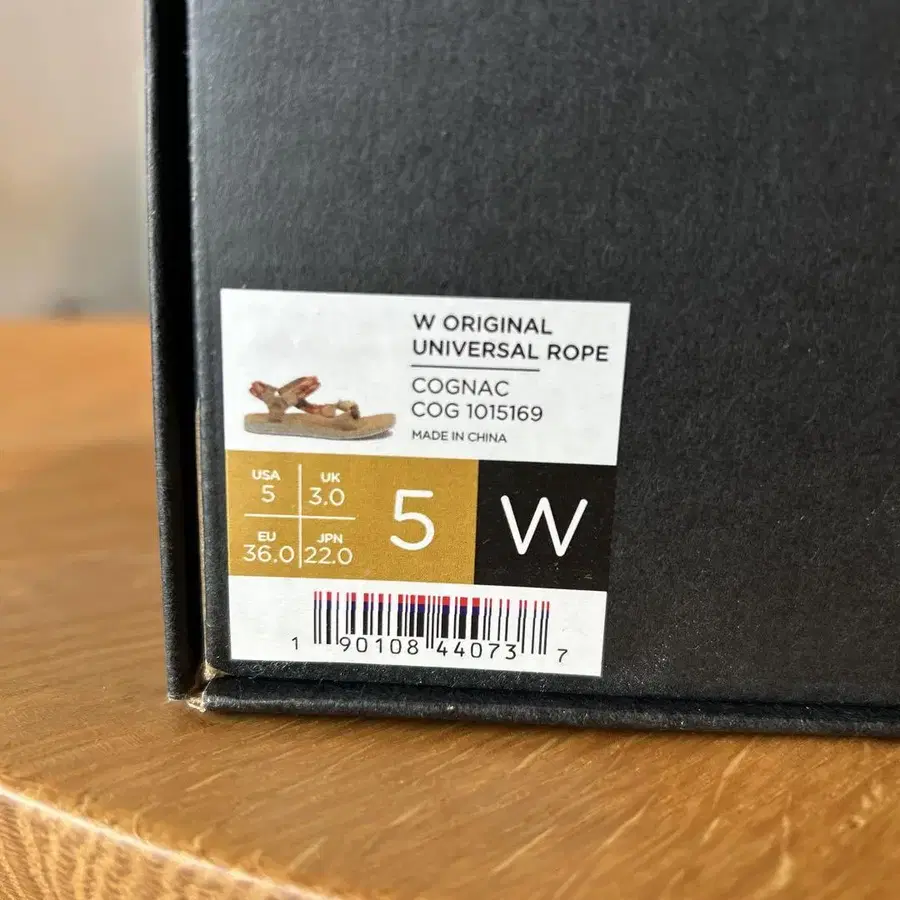 W ORIGINAL
UNIVERSAL ROPE
COGNAC
COG 1015169
MADE IN CHINA
USA
5
UK
3.0
EU
36.0
JPN
22.0
5
W
1 90108 44073 7